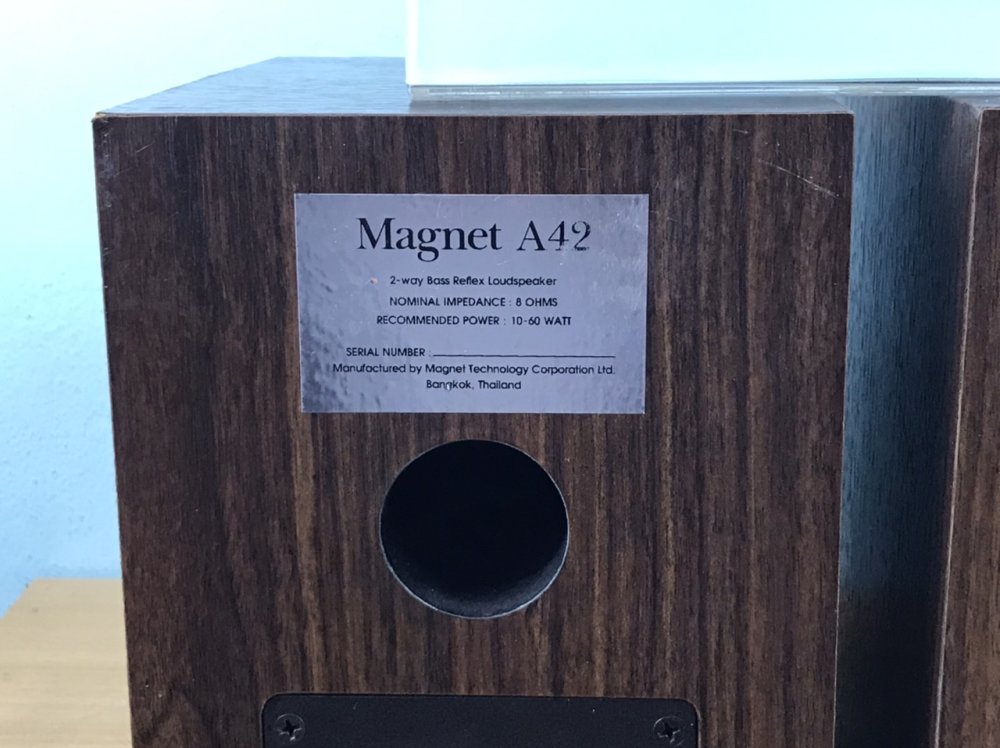 Magnet A42
2-way Bass Reflex Loudspeaker
NOMINAL IMPEDANCE : 8 OHMS
RECOMMENDED POWER : 10-60 WATT
SERIAL NUMBER :
Manufactured by Magnet Technology Corporation Ltd.
Bangkok, Thailand